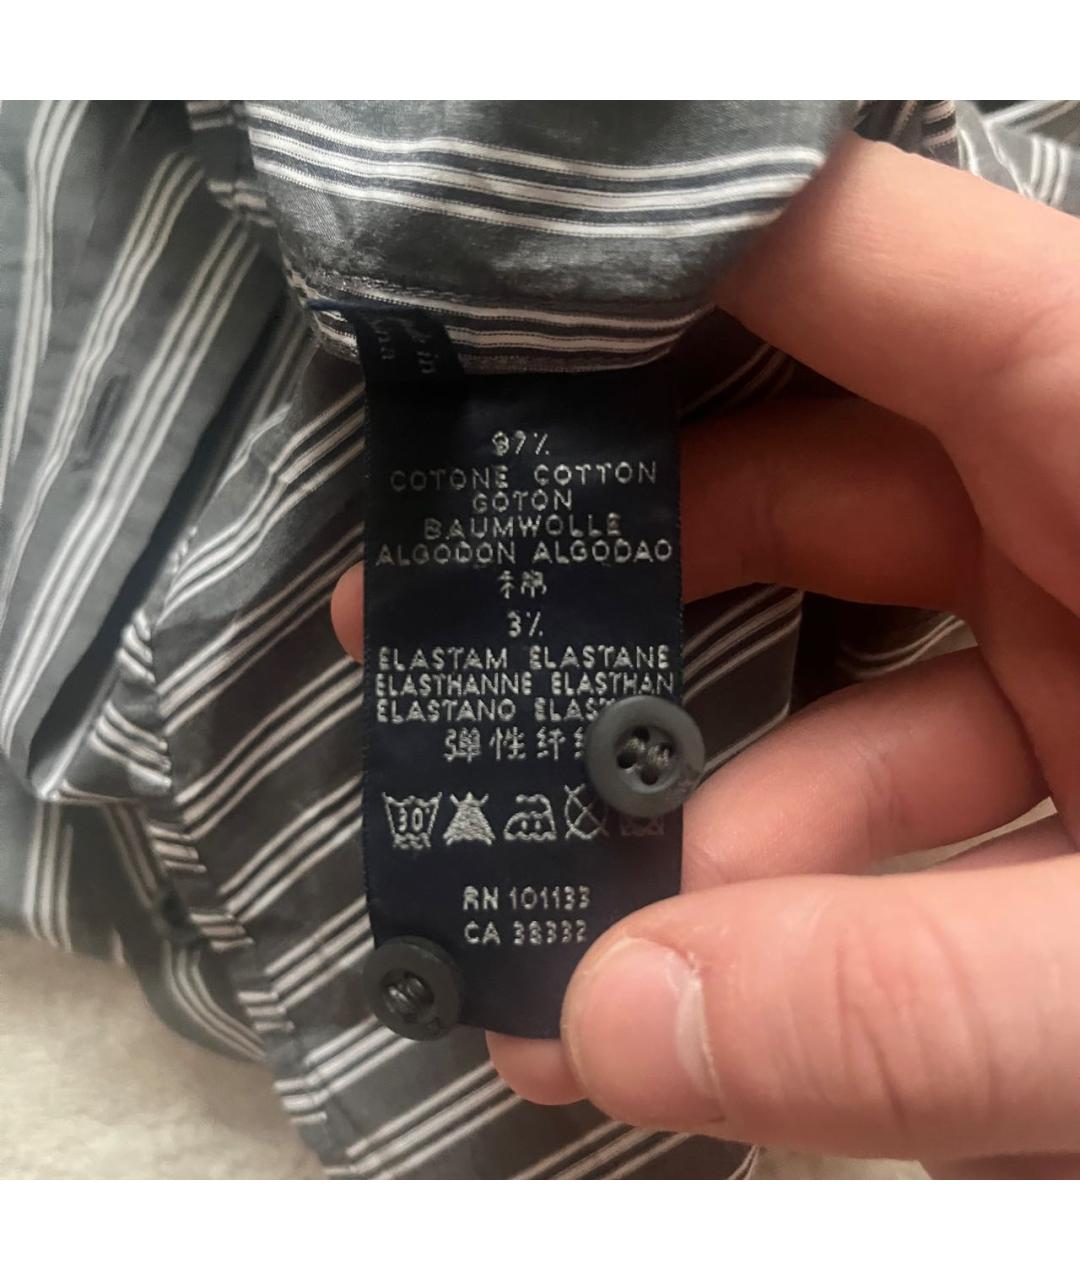 97%
COTONE COTTON
COTON
BAUMWOLLE
ALGODON ALGODAO
棉
3%
ELASTAM ELASTANE
ELASTHANNE ELASTHAN
ELASTANO
弹性纤
30°
RN 101133
CA 38332